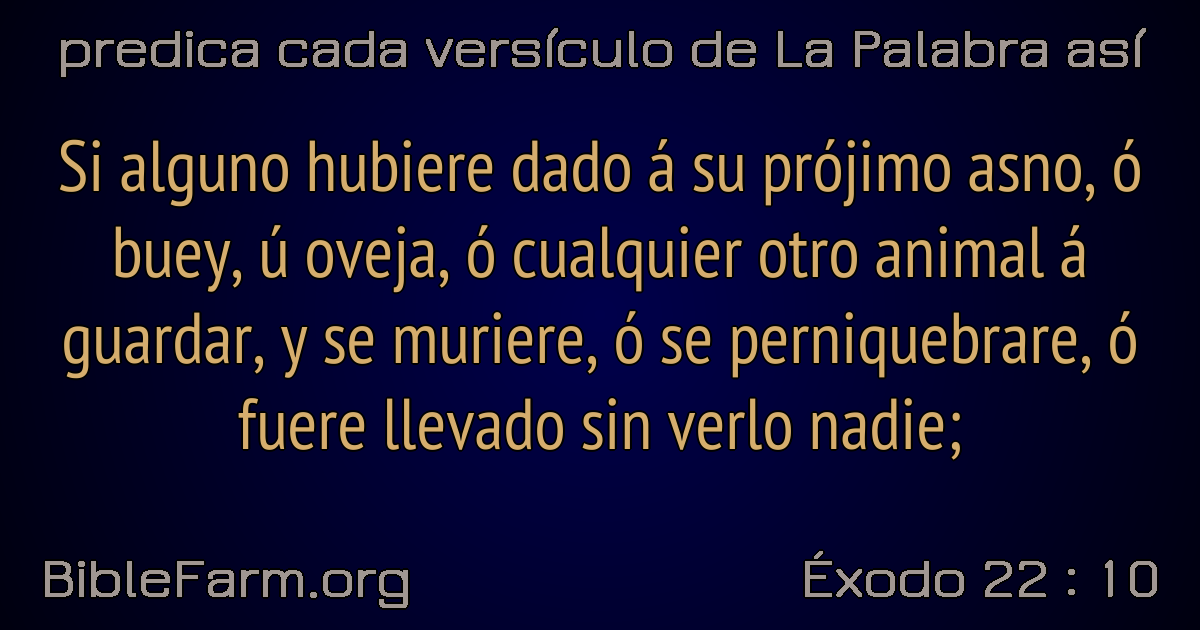 predica cada versículo de La Palabra así
Si alguno hubiere dado á su prójimo asno, ó
buey, ú oveja, ó cualquier otro animal á
guardar, y se muriere, ó se perniquebrare, ó
fuere llevado sin verlo nadie;
BibleFarm.org
Éxodo 22 : 10